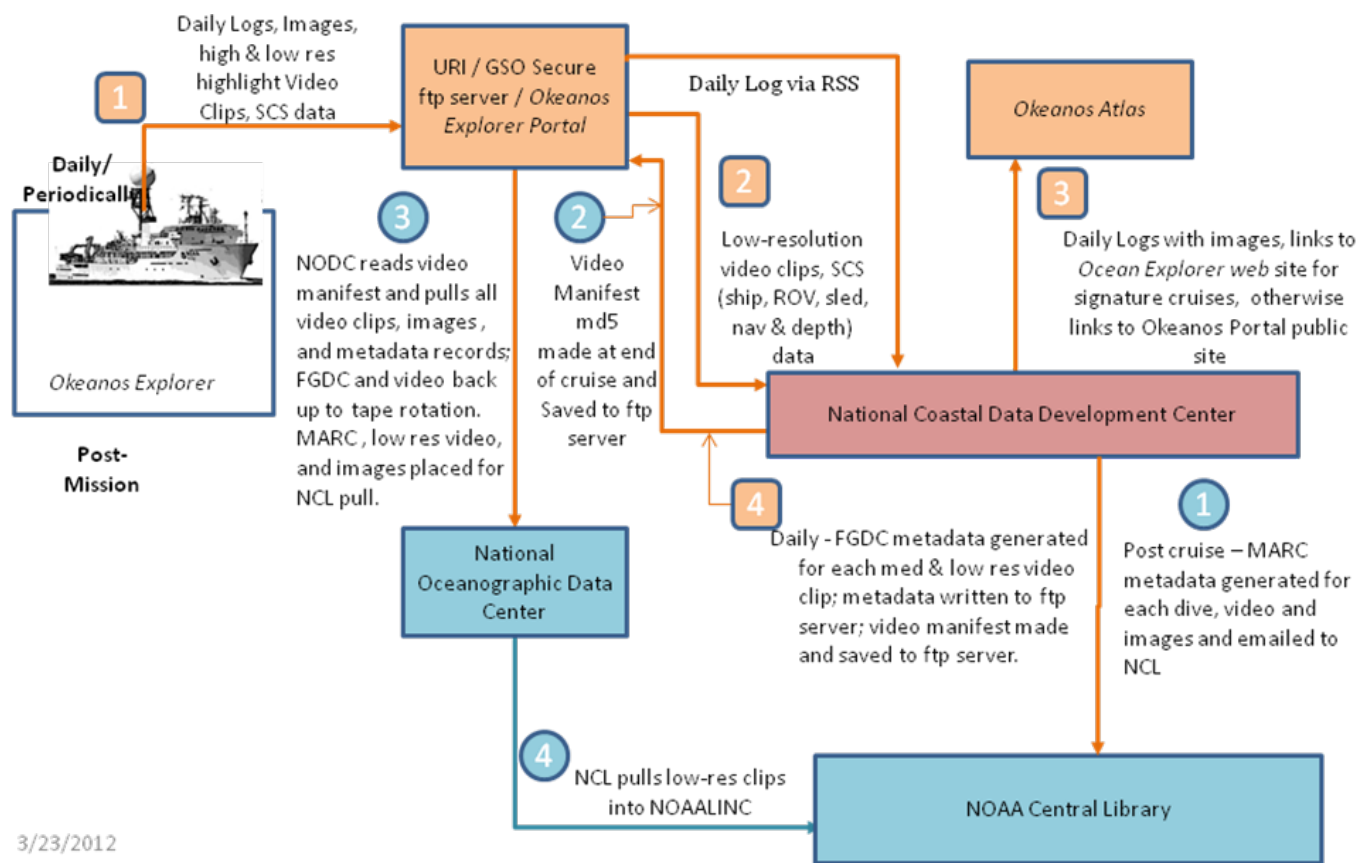 Daily Logs, Images,
high & low res
highlight Video
Clips, SCS data
1
Daily/
Periodically
Okeanos Explorer
Post-
Mission
URI / GSO Secure
ftp server / Okeanos
Explorer Portal
Daily Log via RSS
Okeanos Atlas
3
NODC reads video
manifest and pulls all
video clips, images ,
and metadata records;
FGDC and video back
up to tape rotation.
MARC , low res video,
and images placed for
NCL pull.
2
Video
Manifest
md5
made at end
of cruise and
Saved to ftp
server
2
Low-resolution
video clips, SCS
(ship, ROV, sled,
nav & depth)
data
3
Daily Logs with images, links to
Ocean Explorer web site for
signature cruises, otherwise
links to Okeanos Portal public
site
National Coastal Data Development Center
4
Daily - FGDC metadata generated
for each med & low res video
clip; metadata written to ftp
server; video manifest made
and saved to ftp server.
1
Post cruise – MARC
metadata generated for
each dive, video and
images and emailed to
NCL
National
Oceanographic Data
Center
4
NCL pulls low-res clips
into NOAALINC
NOAA Central Library
3/23/2012